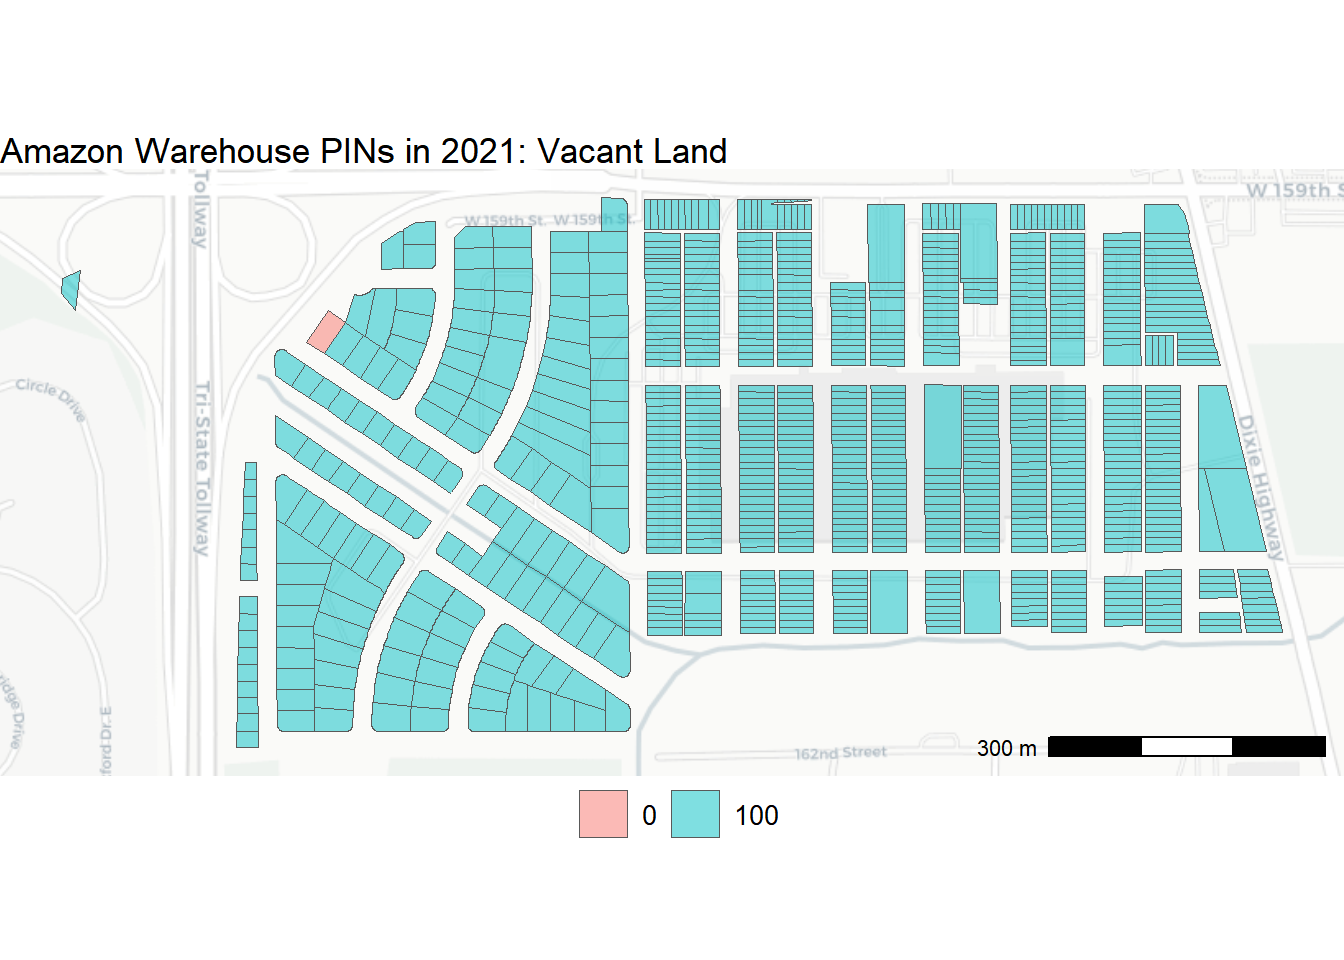 Amazon Warehouse PINs in 2021: Vacant Land
Tollway
W 159th S
W 159th St.
W 159th St.
Circle Drive
Tri-State Tollway
Dixie Highway
ridge Drive
ford Dr. E
162nd Street
300 m
0
100